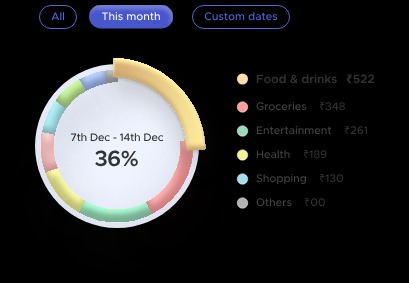 All This month Custom dates
7th Dec - 14th Dec
36%
Food & drinks ₹522
Groceries ₹348
Entertainment ₹261
Health ₹189
Shopping ₹130
Others ₹00